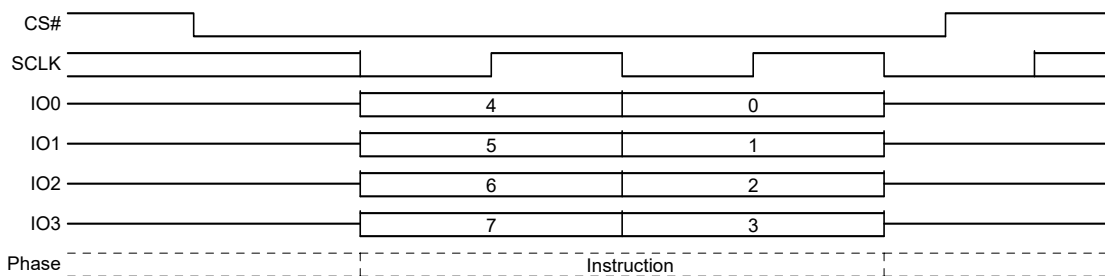 CS#
SCLK
IO0 4 0
IO1 5 1
IO2 6 2
IO3 7 3
Phase Instruction